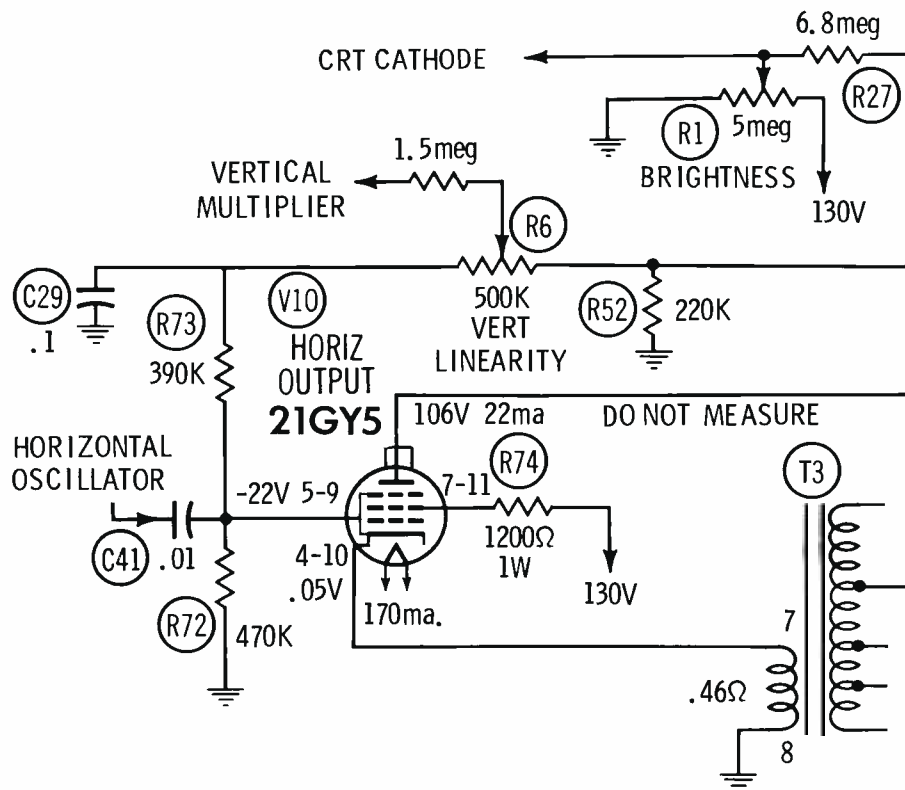 6.8meg
CRT CATHODE
R27
R1
5meg
BRIGHTNESS
130V
1.5meg
VERTICAL
MULTIPLIER
R6
C29
.1
R73
390K
V10
HORIZ
OUTPUT
21GY5
500K
VERT
LINEARITY
R52
220K
106V 22ma
DO NOT MEASURE
HORIZONTAL
OSCILLATOR
-22V 5-9
7-11
R74
1200Ω
1W
130V
T3
C41
.01
4-10
.05V
170ma.
R72
470K
7
.46Ω
8